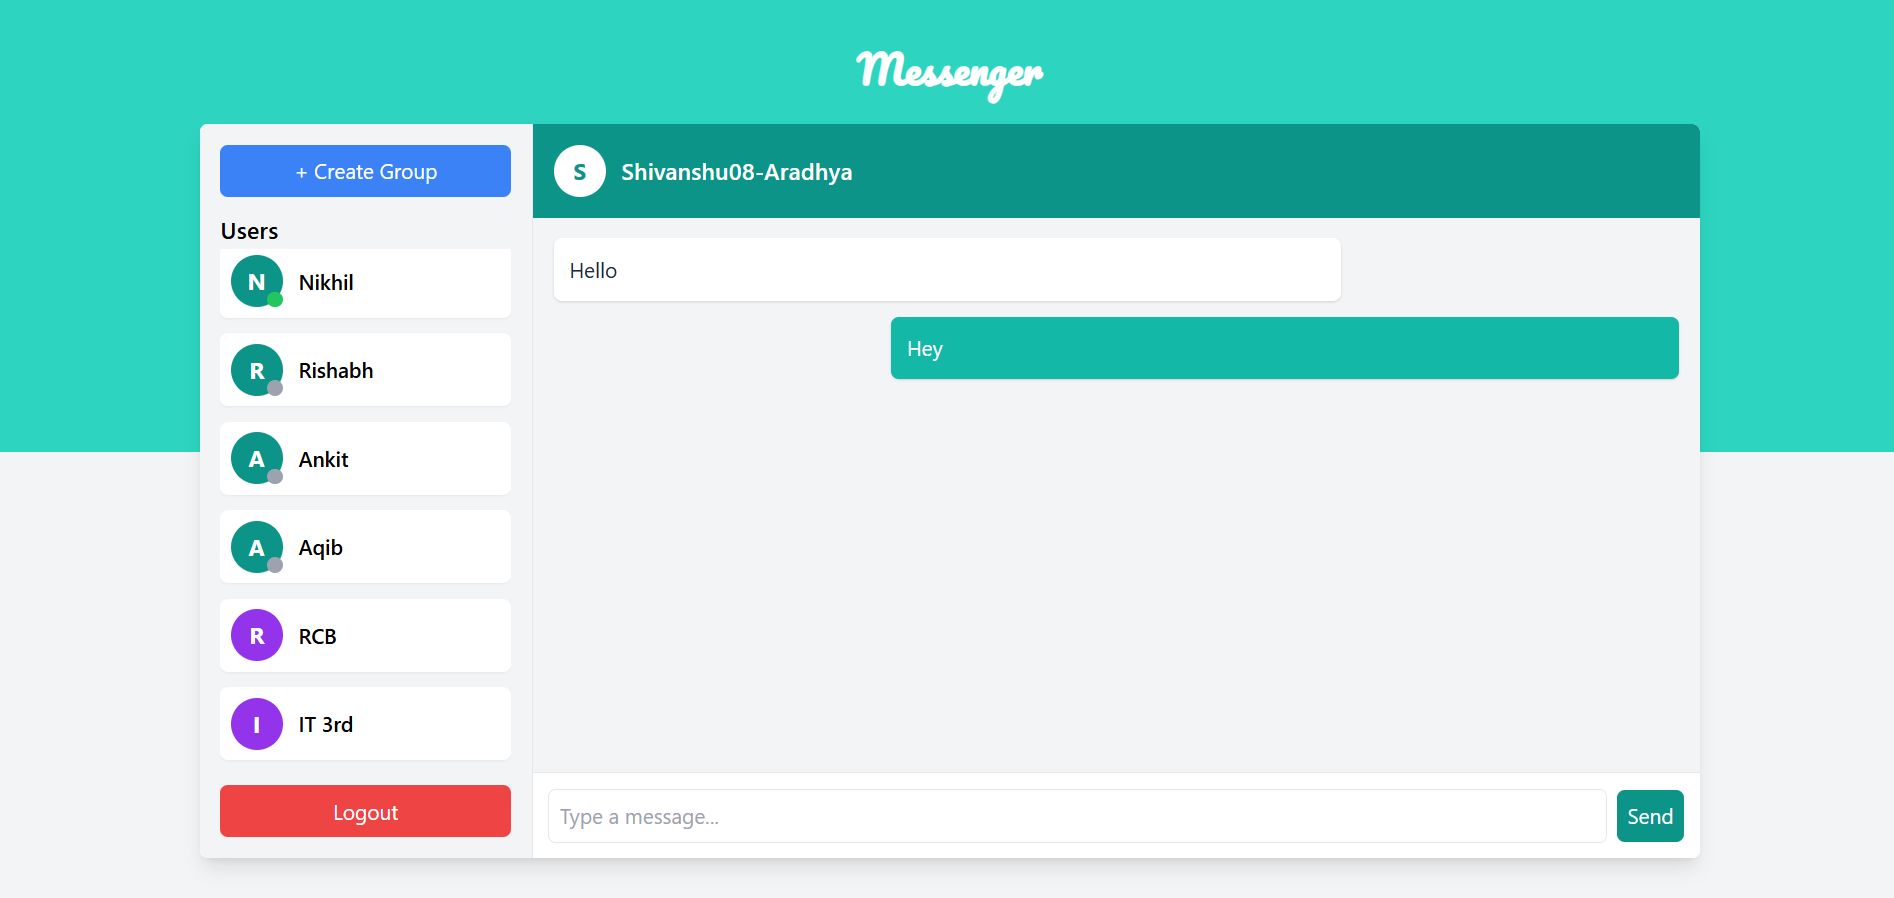 Messenger
+ Create Group
Users
N Nikhil
R Rishabh
A Ankit
A Aqib
R RCB
I IT 3rd
Logout
S Shivanshu08-Aradhya
Hello
Hey
Type a message...
Send